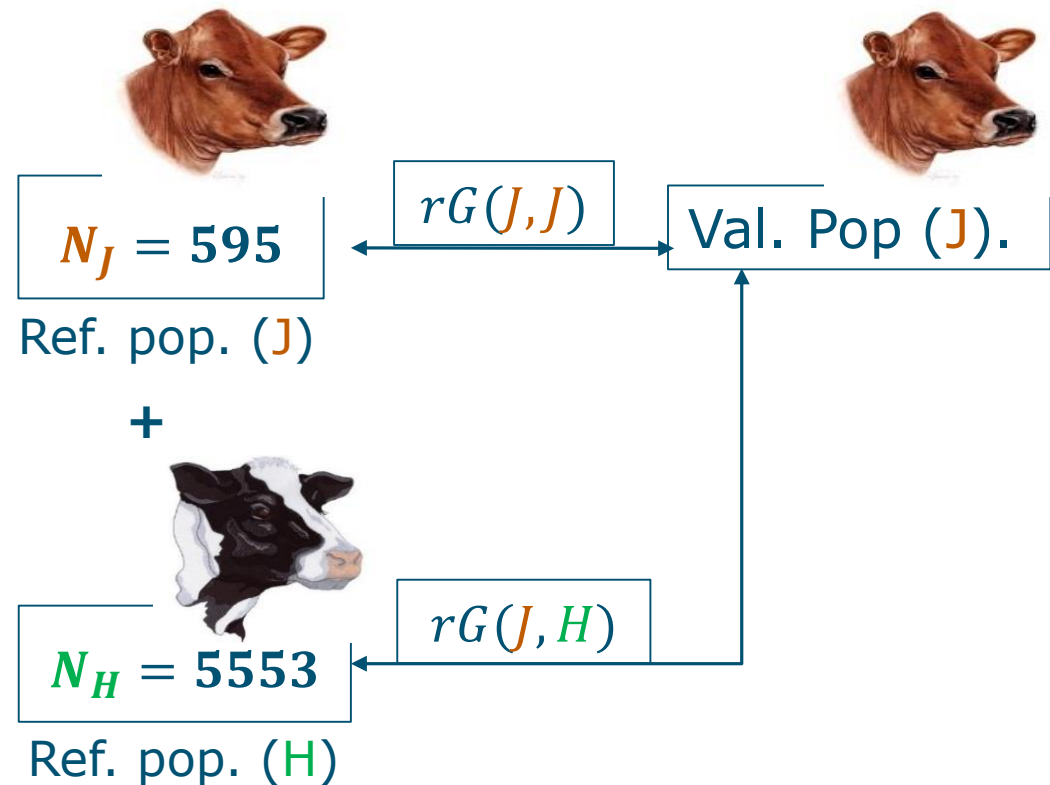 rG(J,J)
N_J = 595
Val. Pop (J).
Ref. pop. (J)
+
rG(J,H)
N_H = 5553
Ref. pop. (H)